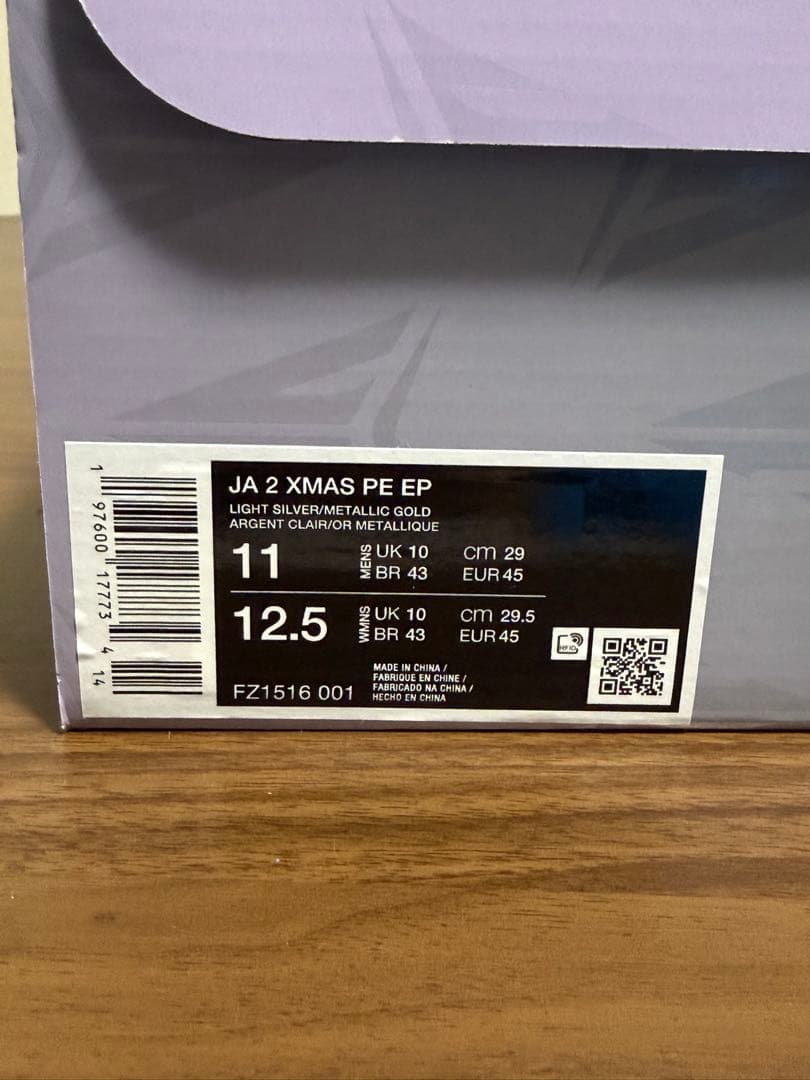 JA 2 XMAS PE EP
LIGHT SILVER/METALLIC GOLD
ARGENT CLAIR/OR METALLIQUE
11 MENS UK 10 cm 29
BR 43 EUR 45
12.5 WMNS UK 10 cm 29.5
BR 43 EUR 45
FZ1516 001
MADE IN CHINA /
FABRIQUE EN CHINE /
FABRICADO NA CHINA /
HECHO EN CHINA
RFID
1 97600 17773 4 14